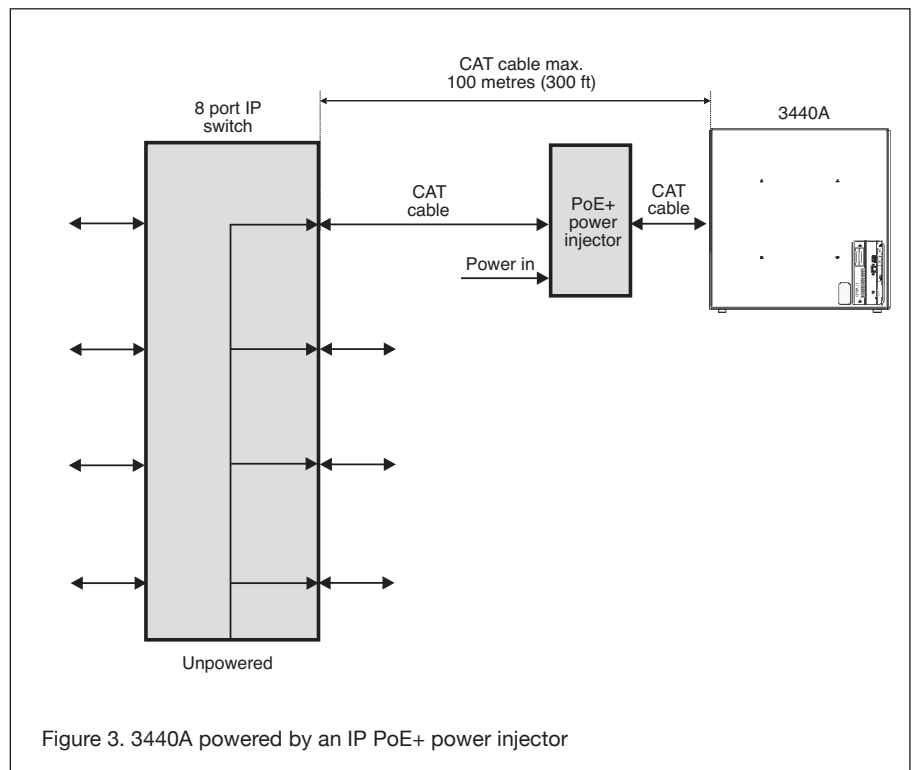 CAT cable max.
100 metres (300 ft)
8 port IP
switch
3440A
CAT
cable
PoE+
power
injector
CAT
cable
Power in
Unpowered
Figure 3. 3440A powered by an IP PoE+ power injector